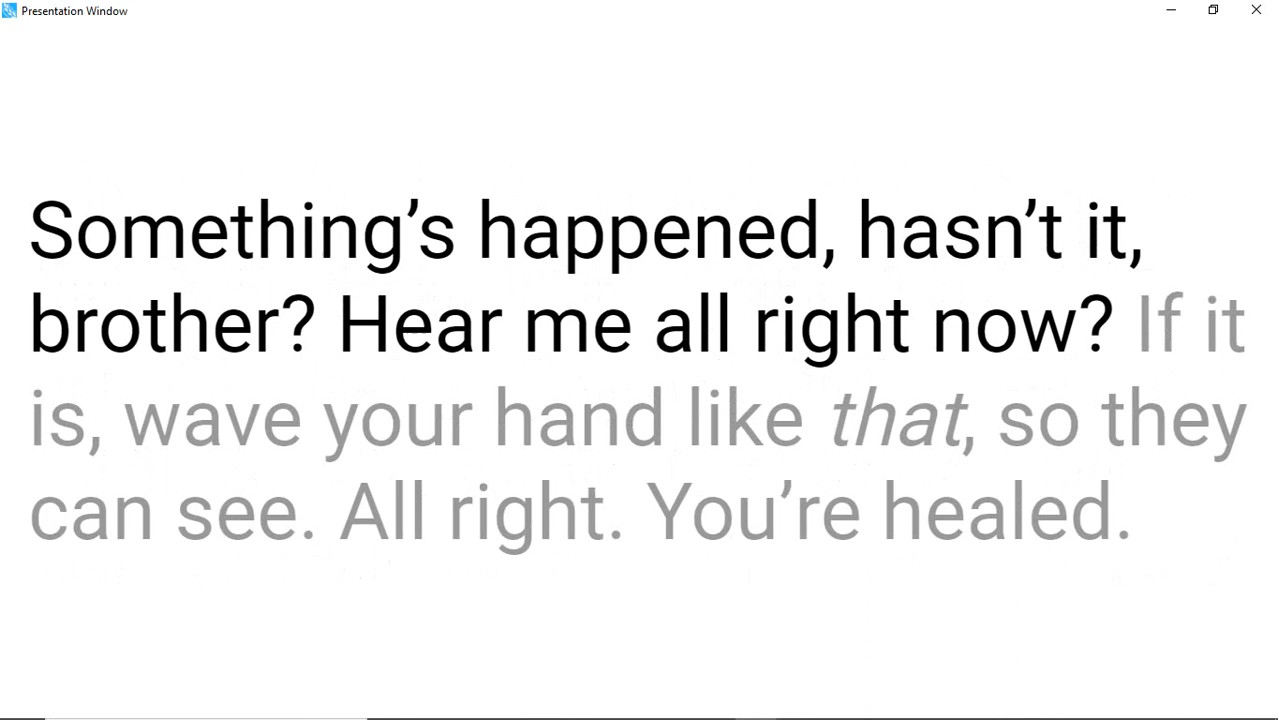 Presentation Window
Something’s happened, hasn’t it,
brother? Hear me all right now? If it
is, wave your hand like that, so they
can see. All right. You’re healed.